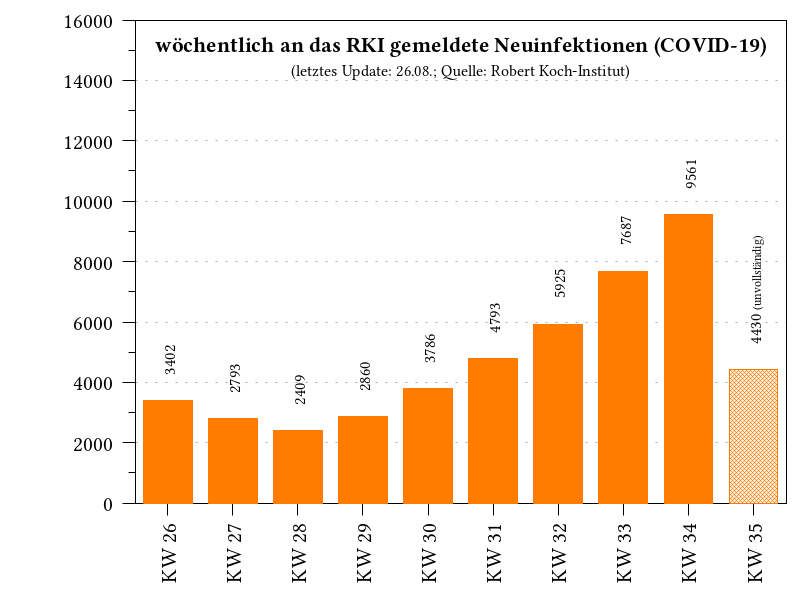 wöchentlich an das RKI gemeldete Neuinfektionen (COVID-19)
(letztes Update: 26.08.; Quelle: Robert Koch-Institut)
16000
14000
12000
10000
8000
6000
4000
2000
0
3402
2793
2409
2860
3786
4793
5925
7687
9561
4430 (unvollständig)
KW 26
KW 27
KW 28
KW 29
KW 30
KW 31
KW 32
KW 33
KW 34
KW 35